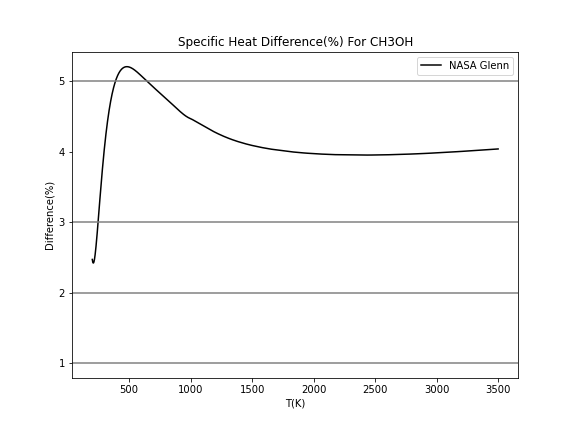 Specific Heat Difference(%) For CH3OH
NASA Glenn
Difference(%)
5
4
3
2
1
500 1000 1500 2000 2500 3000 3500
T(K)